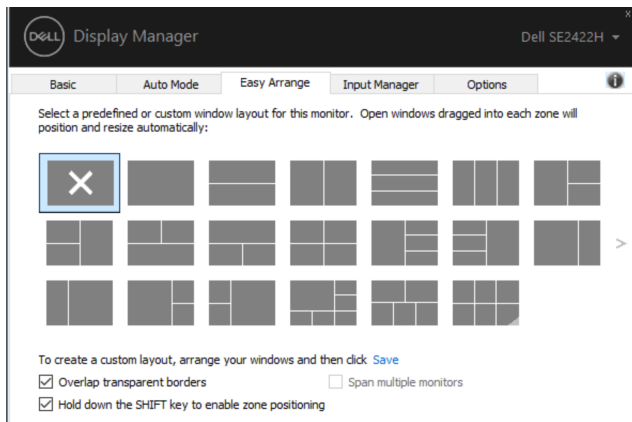 x
DELL Display Manager
Dell SE2422H
Basic Auto Mode Easy Arrange Input Manager Options
Select a predefined or custom window layout for this monitor. Open windows dragged into each zone will
position and resize automatically:
To create a custom layout, arrange your windows and then click Save
Overlap transparent borders Span multiple monitors
Hold down the SHIFT key to enable zone positioning